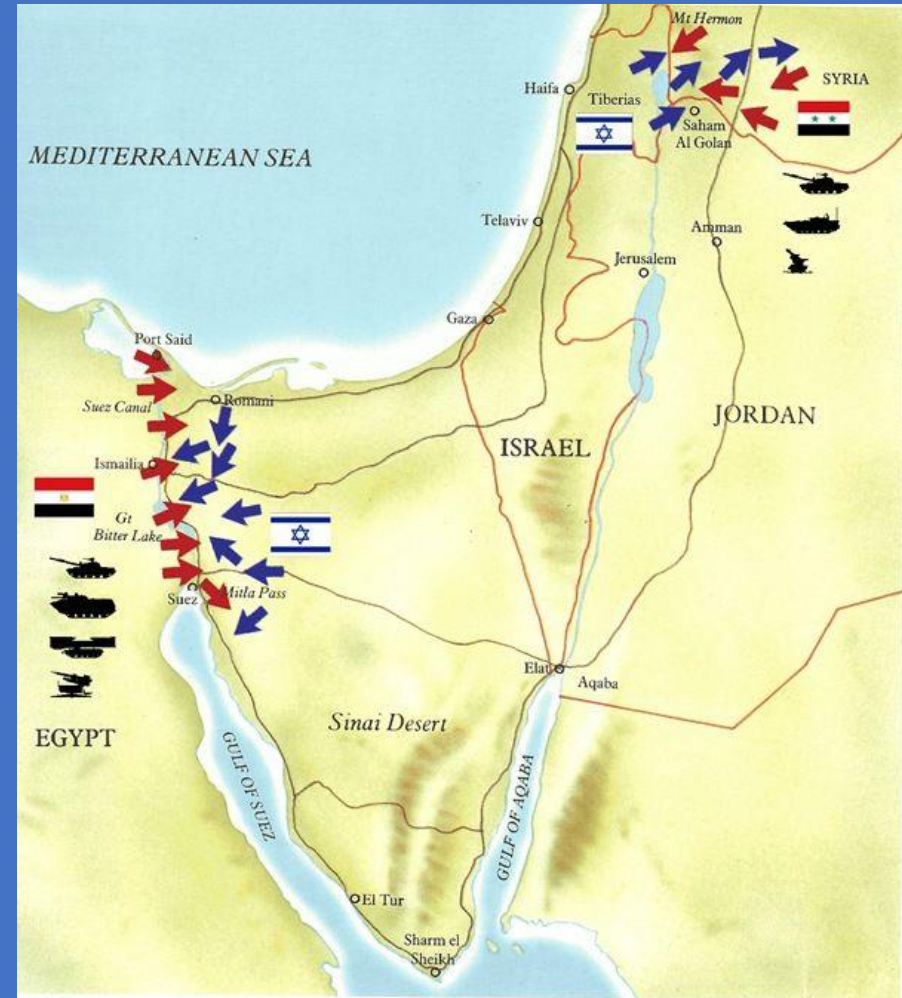 Mt Hermon
SYRIA
Haifa
Tiberias
Saham
Al Golan
MEDITERRANEAN SEA
Telaviv
Amman
Jerusalem
Gaza
Port Said
Romani
Suez Canal
JORDAN
ISRAEL
Ismailia
Gt
Bitter Lake
Suez
Mitla Pass
Elat
Aqaba
Sinai Desert
EGYPT
GULF OF SUEZ
GULF OF AQABA
El Tur
Sharm el
Sheikh